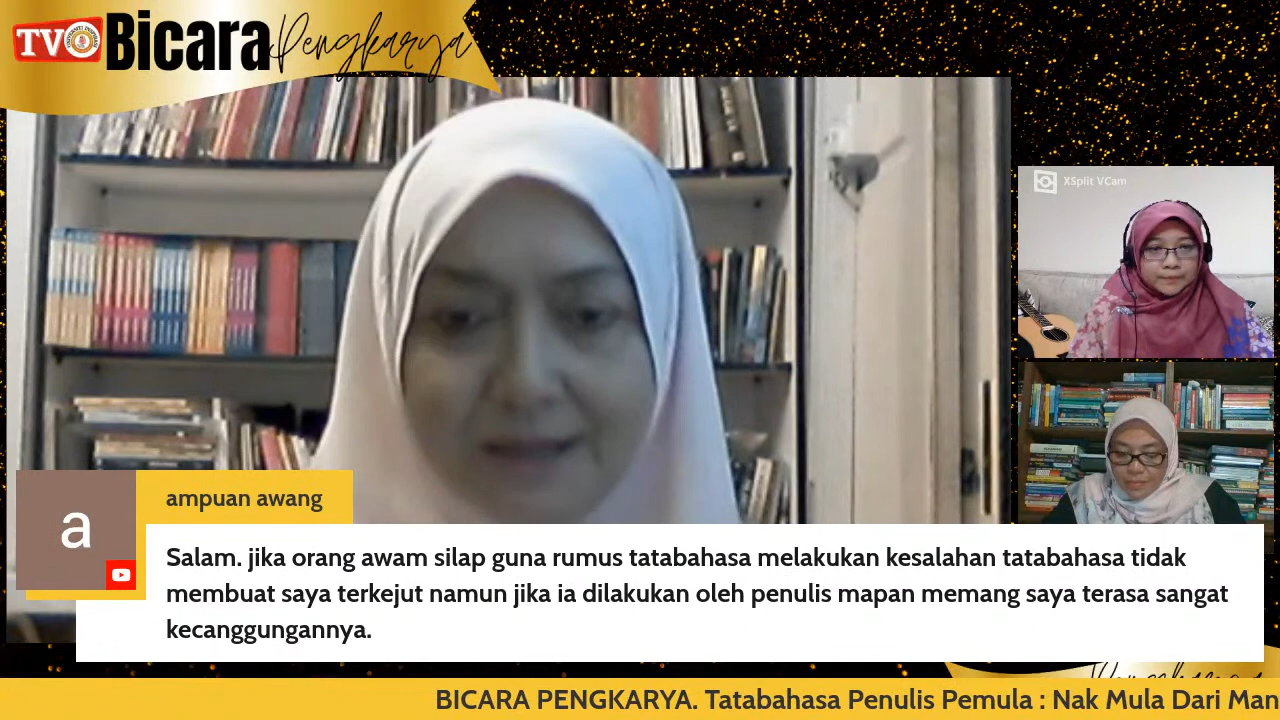 TV
Bicara Pengkarya
XSplit VCam
a
ampuan awang
Salam. jika orang awam silap guna rumus tatabahasa melakukan kesalahan tatabahasa tidak
membuat saya terkejut namun jika ia dilakukan oleh penulis mapan memang saya terasa sangat
kecanggungannya.
BICARA PENGKARYA. Tatabahasa Penulis Pemula : Nak Mula Dari Man